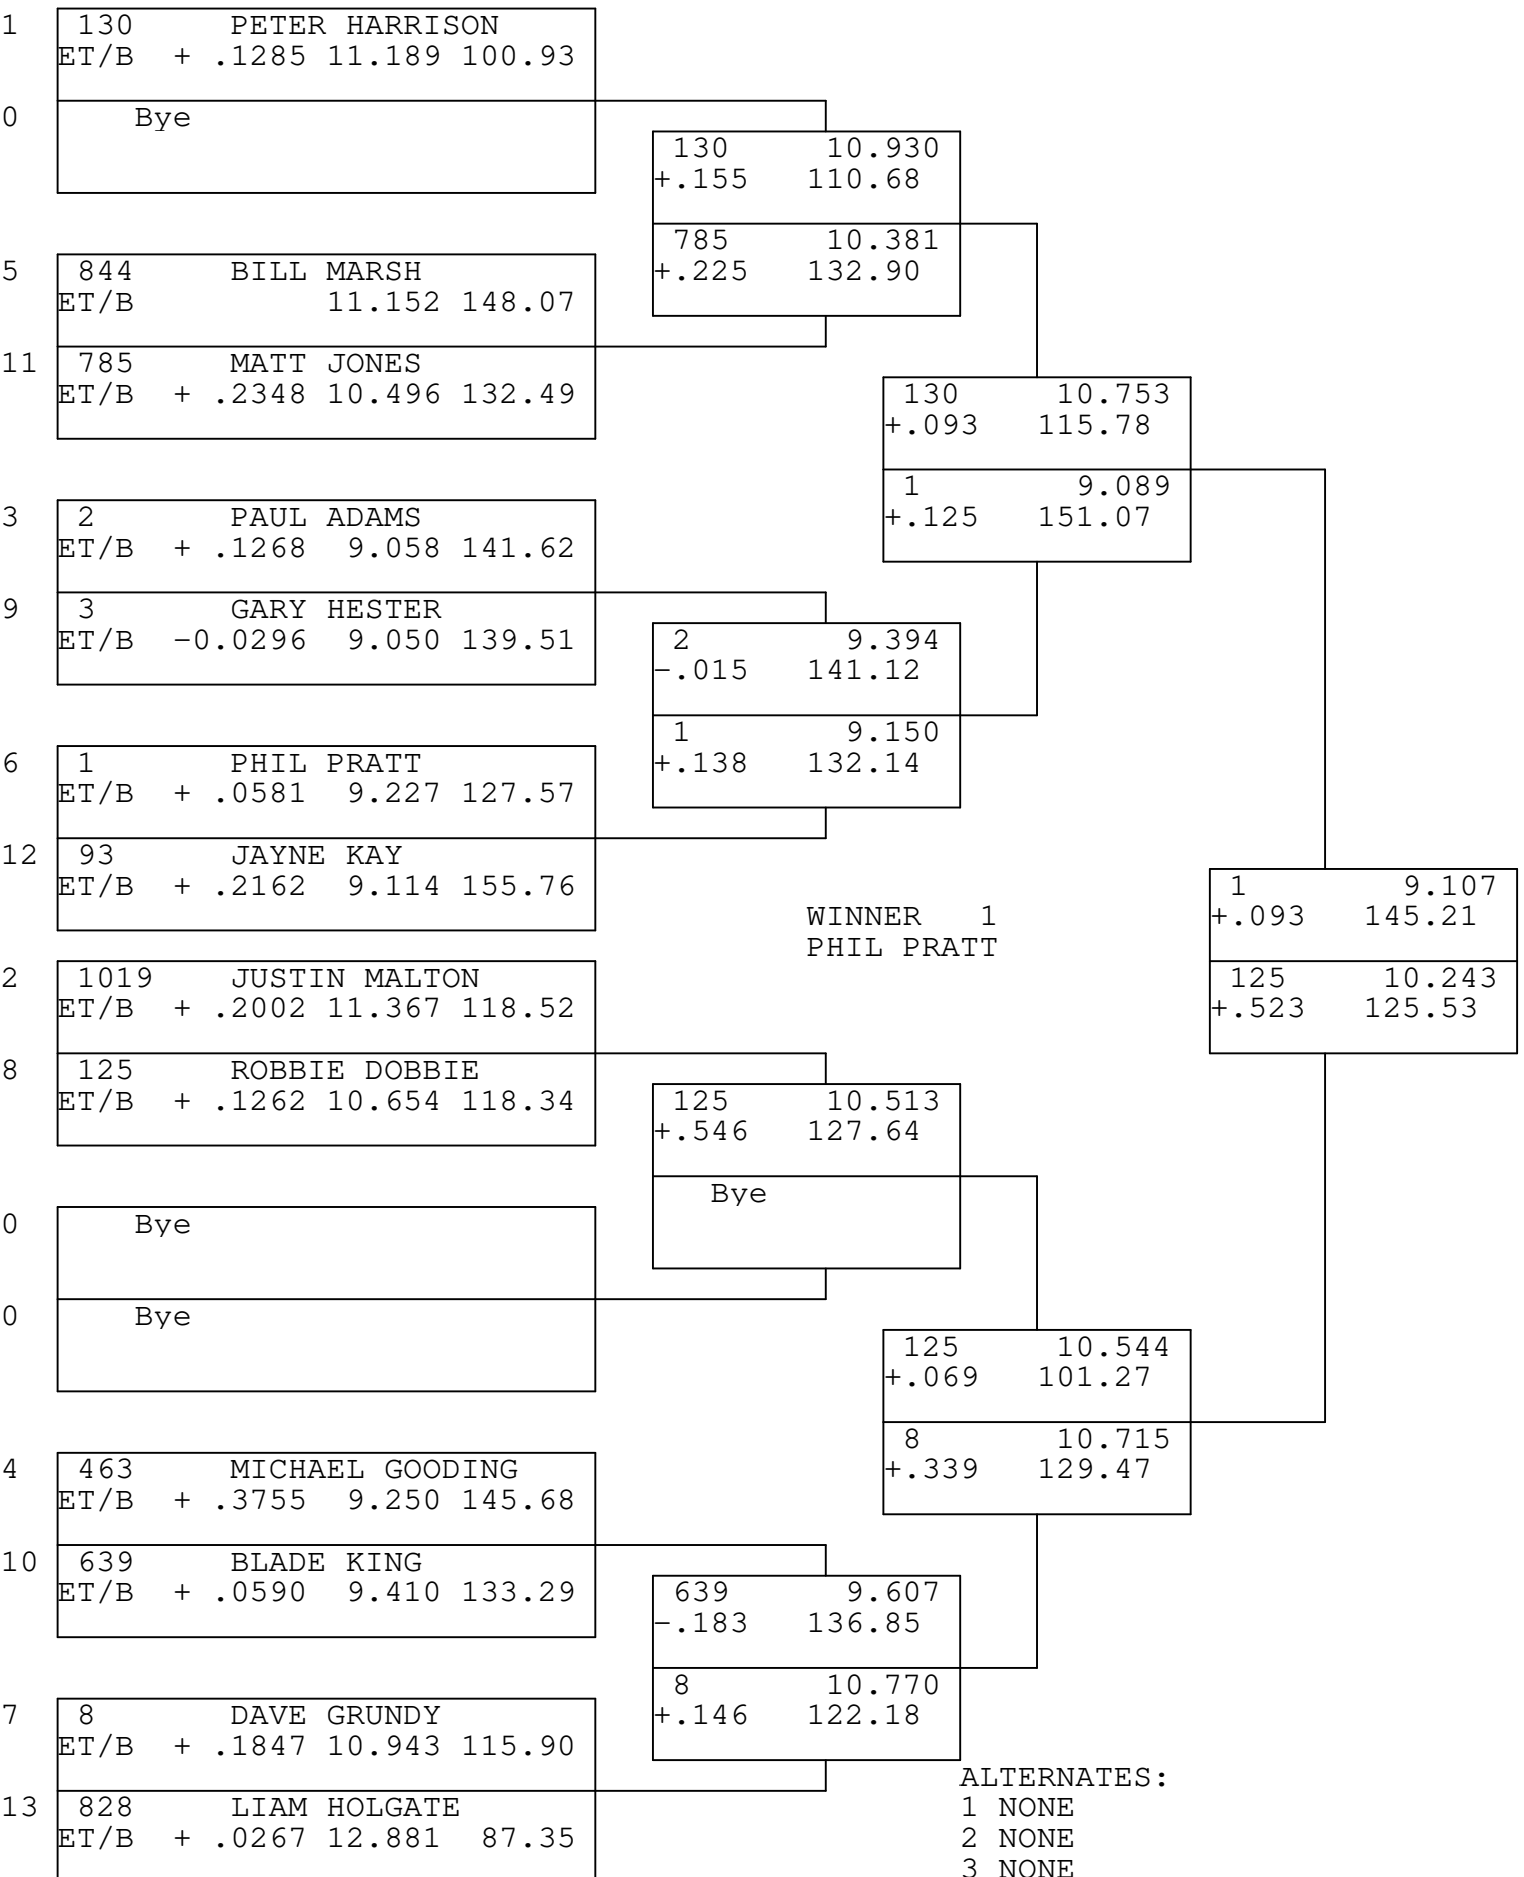 1 130 PETER HARRISON
ET/B + .1285 11.189 100.93
0 Bye
130 10.930
+.155 110.68
785 10.381
+.225 132.90
5 844 BILL MARSH
ET/B 11.152 148.07
11 785 MATT JONES
ET/B + .2348 10.496 132.49
130 10.753
+.093 115.78
1 9.089
+.125 151.07
3 2 PAUL ADAMS
ET/B + .1268 9.058 141.62
9 3 GARY HESTER
ET/B -0.0296 9.050 139.51
2 9.394
-.015 141.12
1 9.150
+.138 132.14
6 1 PHIL PRATT
ET/B + .0581 9.227 127.57
12 93 JAYNE KAY
ET/B + .2162 9.114 155.76
WINNER 1
PHIL PRATT
1 9.107
+.093 145.21
125 10.243
+.523 125.53
2 1019 JUSTIN MALTON
ET/B + .2002 11.367 118.52
8 125 ROBBIE DOBBIE
ET/B + .1262 10.654 118.34
125 10.513
+.546 127.64
Bye
0 Bye
0 Bye
125 10.544
+.069 101.27
8 10.715
+.339 129.47
4 463 MICHAEL GOODING
ET/B + .3755 9.250 145.68
10 639 BLADE KING
ET/B + .0590 9.410 133.29
639 9.607
-.183 136.85
8 10.770
+.146 122.18
7 8 DAVE GRUNDY
ET/B + .1847 10.943 115.90
13 828 LIAM HOLGATE
ET/B + .0267 12.881 87.35
ALTERNATES:
1 NONE
2 NONE
3 NONE